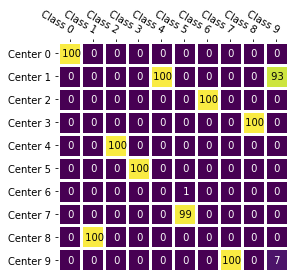 Class 0 Class 1 Class 2 Class 3 Class 4 Class 5 Class 6 Class 7 Class 8 Class 9
Center 0 100 0 0 0 0 0 0 0 0 0
Center 1 0 0 0 0 100 0 0 0 0 93
Center 2 0 0 0 0 0 0 100 0 0 0
Center 3 0 0 0 0 0 0 0 0 100 0
Center 4 0 0 100 0 0 0 0 0 0 0
Center 5 0 0 0 100 0 0 0 0 0 0
Center 6 0 0 0 0 0 1 0 0 0 0
Center 7 0 0 0 0 0 99 0 0 0 0
Center 8 0 100 0 0 0 0 0 0 0 0
Center 9 0 0 0 0 0 0 0 100 0 7